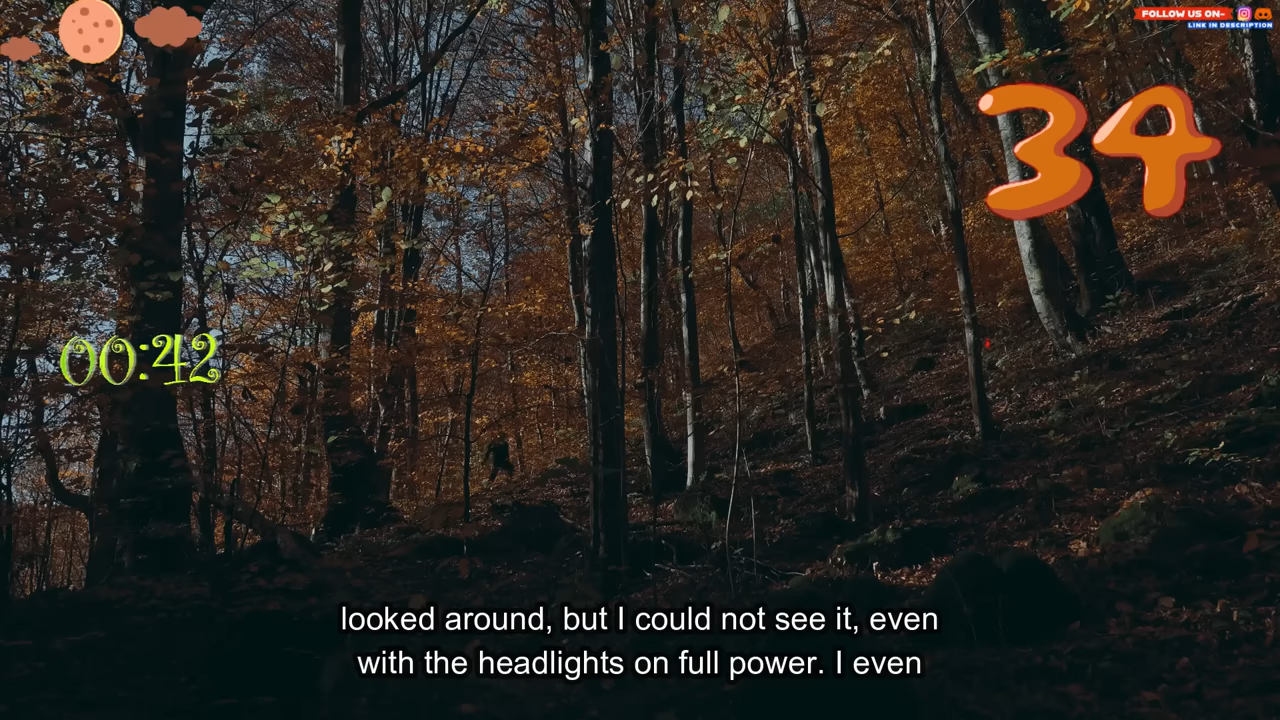 FOLLOW US ON-
LINK IN DESCRIPTION
34
00:42
looked around, but I could not see it, even
with the headlights on full power. I even